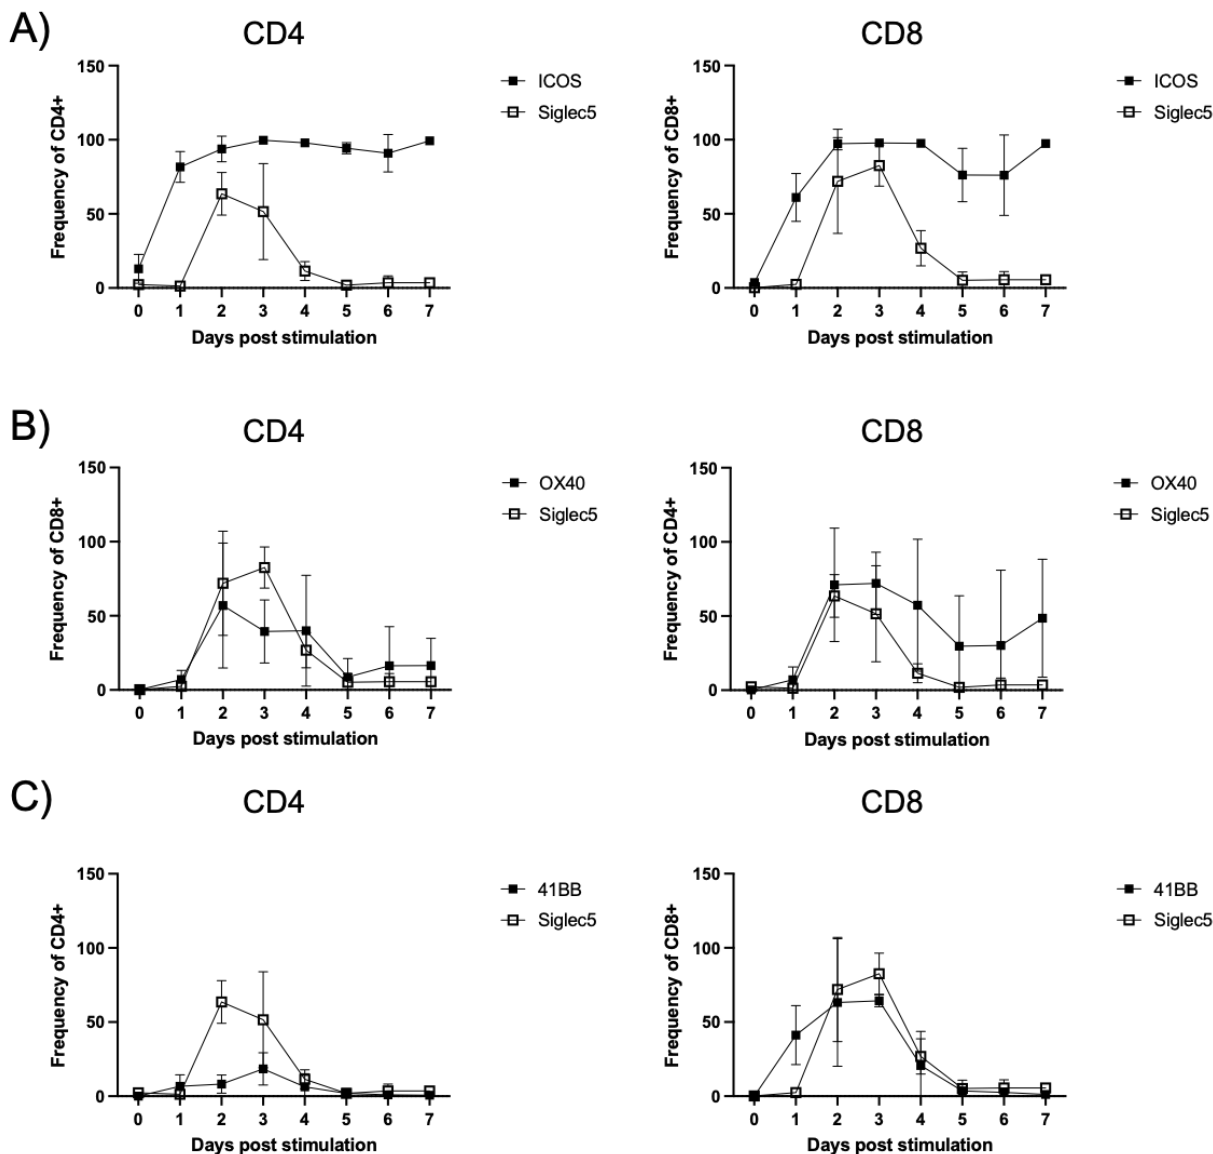 A)
CD4
150
100
50
0
Frequency of CD4+
0 1 2 3 4 5 6 7
Days post stimulation
ICOS
Siglec5
CD8
150
100
50
0
Frequency of CD8+
0 1 2 3 4 5 6 7
Days post stimulation
ICOS
Siglec5
B)
CD4
150
100
50
0
Frequency of CD8+
0 1 2 3 4 5 6 7
Days post stimulation
OX40
Siglec5
CD8
150
100
50
0
Frequency of CD4+
0 1 2 3 4 5 6 7
Days post stimulation
OX40
Siglec5
C)
CD4
150
100
50
0
Frequency of CD4+
0 1 2 3 4 5 6 7
Days post stimulation
41BB
Siglec5
CD8
150
100
50
0
Frequency of CD8+
0 1 2 3 4 5 6 7
Days post stimulation
41BB
Siglec5